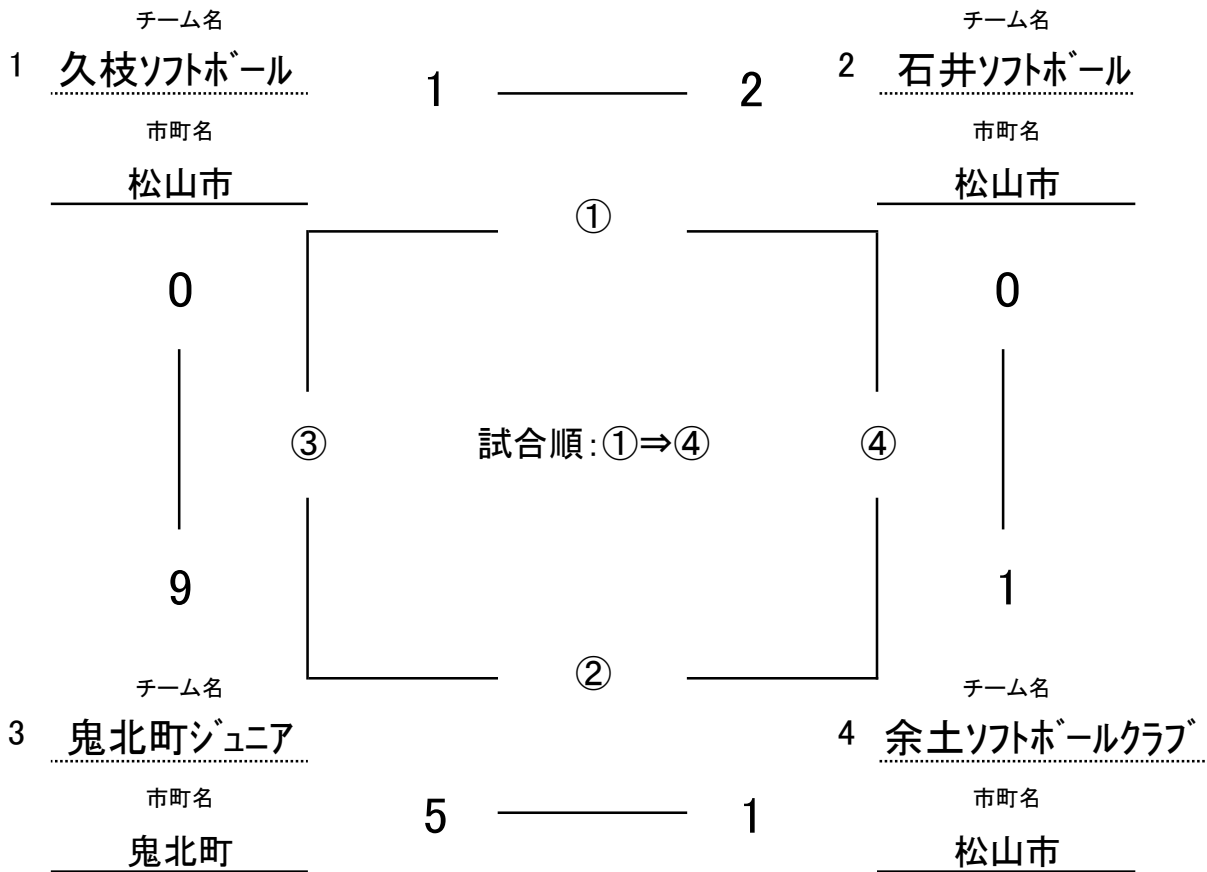 チーム名 チーム名
1 久枝ソフトボール 1 2 2 石井ソフトボール
市町名 市町名
松山市 松山市
①
0 0
③ 試合順:①⇒④ ④
9 1
②
チーム名 チーム名
3 鬼北町ジュニア 4 余土ソフトボールクラブ
市町名 5 1 市町名
鬼北町 松山市